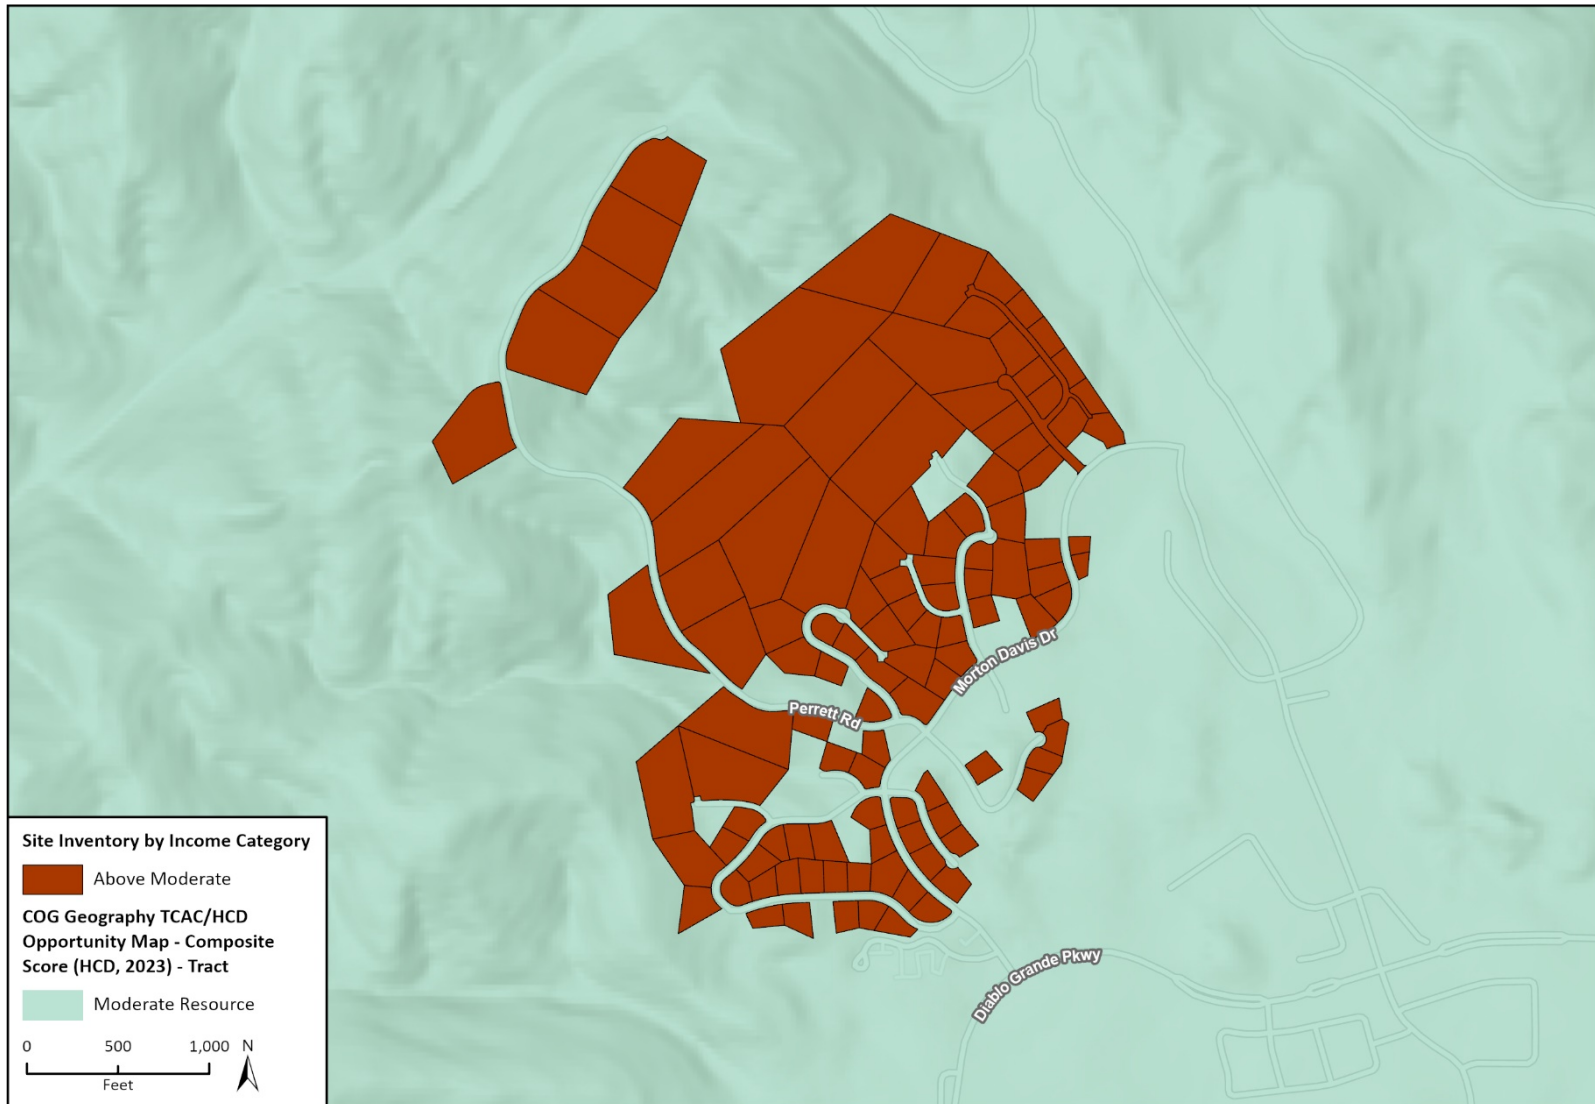 Morton Davis Dr
Perrett Rd
Diablo Grande Pkwy
Site Inventory by Income Category
Above Moderate
COG Geography TCAC/HCD
Opportunity Map - Composite
Score (HCD, 2023) - Tract
Moderate Resource
0 500 1,000 N
Feet